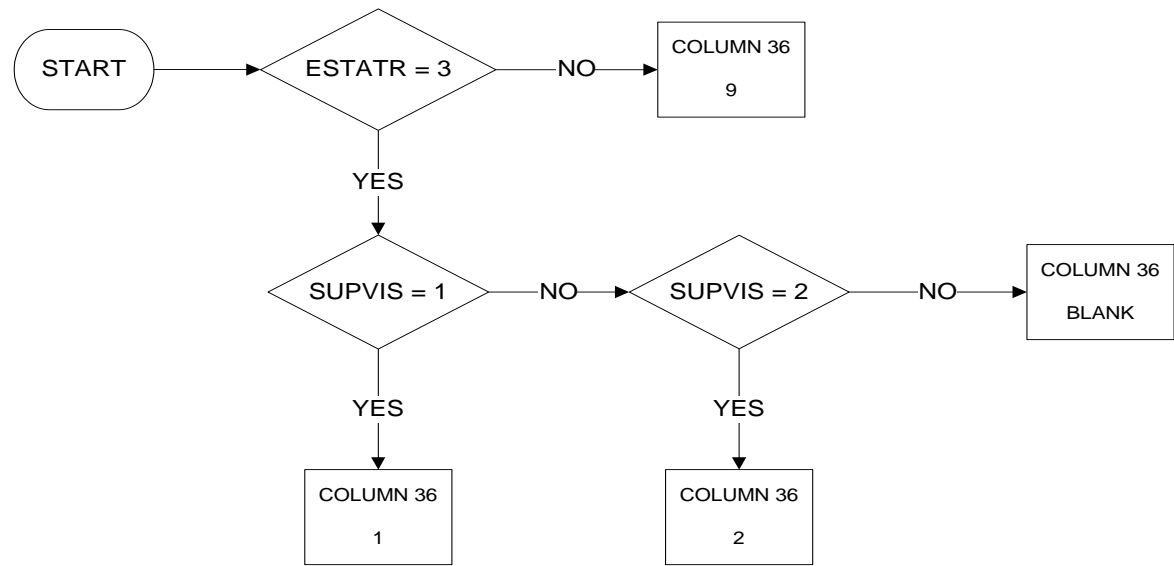 START
ESTATR = 3
NO
COLUMN 36
9
YES
SUPVIS = 1
NO
SUPVIS = 2
NO
COLUMN 36
BLANK
YES
YES
COLUMN 36
1
COLUMN 36
2